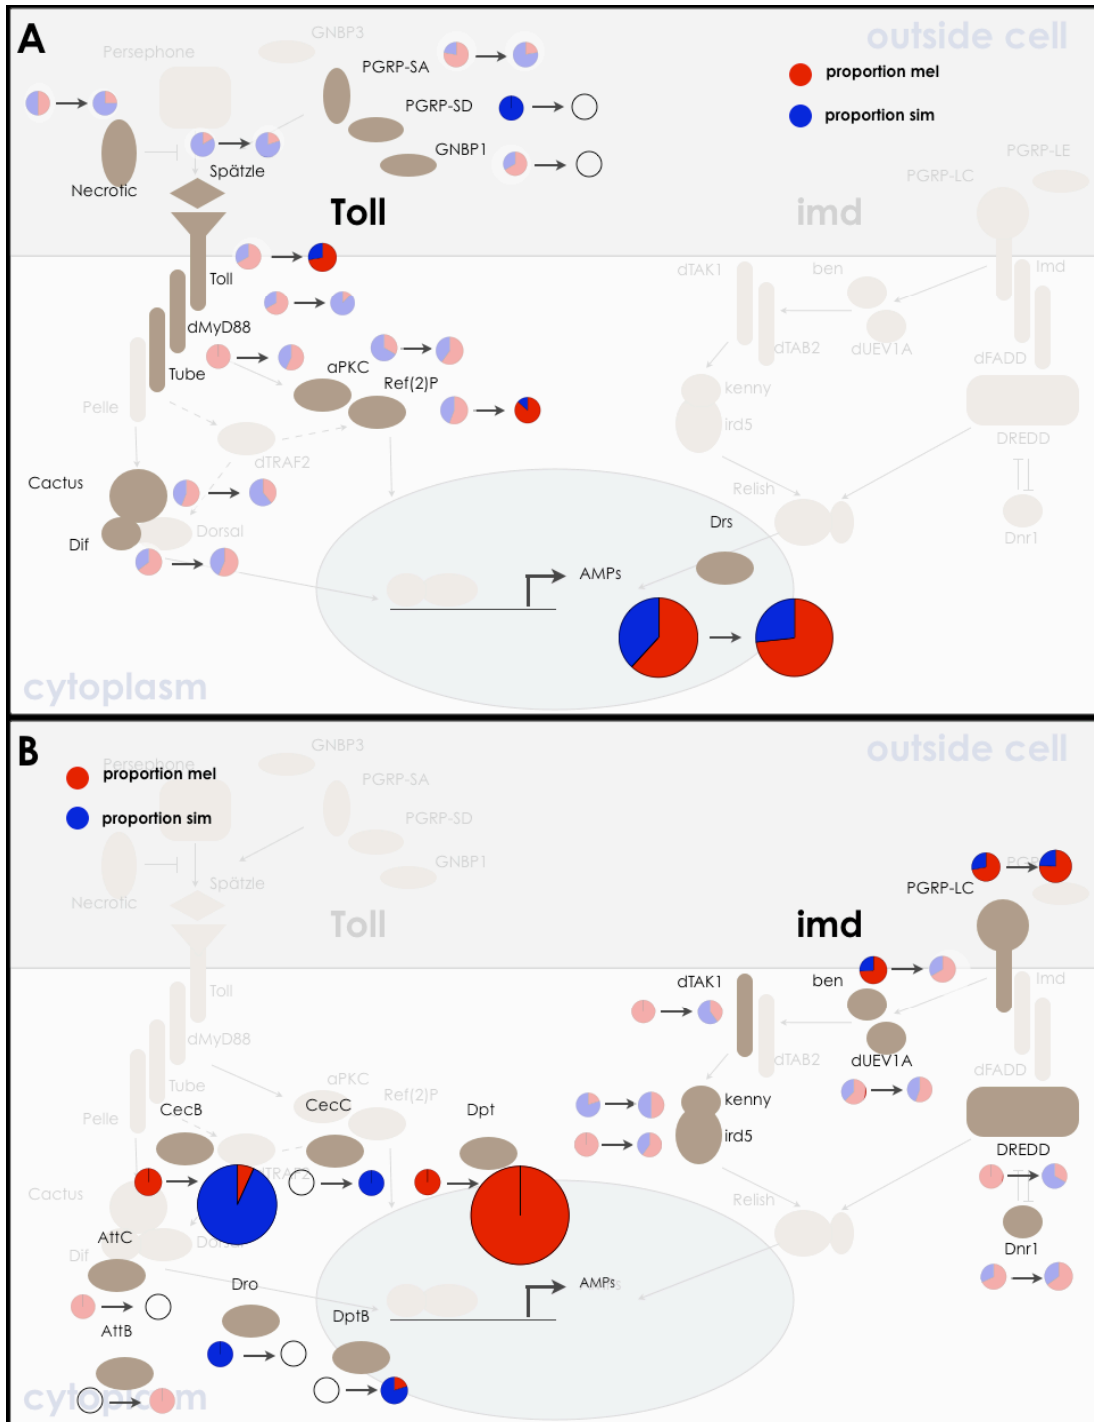 A
GNBP3
outside cell
Persephone
PGRP-SA
proportion mel
PGRP-SD
proportion sim
GNBP1
PGRP-LE
Spätzle
PGRP-LC
Necrotic
Toll
imd
Toll
dTAK1
ben
Imd
dMyD88
dTAB2
dUEV1A
dFADD
Tube
aPKC
Ref(2)P
kenny
Pelle
ird5
dTRAF2
DREDD
Cactus
Relish
Dorsal
Drs
Dif
Dnr1
AMPs
cytoplasm
B
GNBP3
outside cell
Persephone
proportion mel
PGRP-SA
proportion sim
PGRP-SD
GNBP1
Spätzle
PGRP-LC
Necrotic
Toll
imd
dTAK1
ben
Imd
Toll
dMyD88
dTAB2
dUEV1A
dFADD
Tube
aPKC
CecB
CecC
Ref(2)P
Dpt
kenny
Pelle
ird5
DREDD
dTRAF2
Cactus
Relish
AttC
Dorsal
Dif
Dnr1
Dro
AMPs
AttB
DptB
cytoplasm